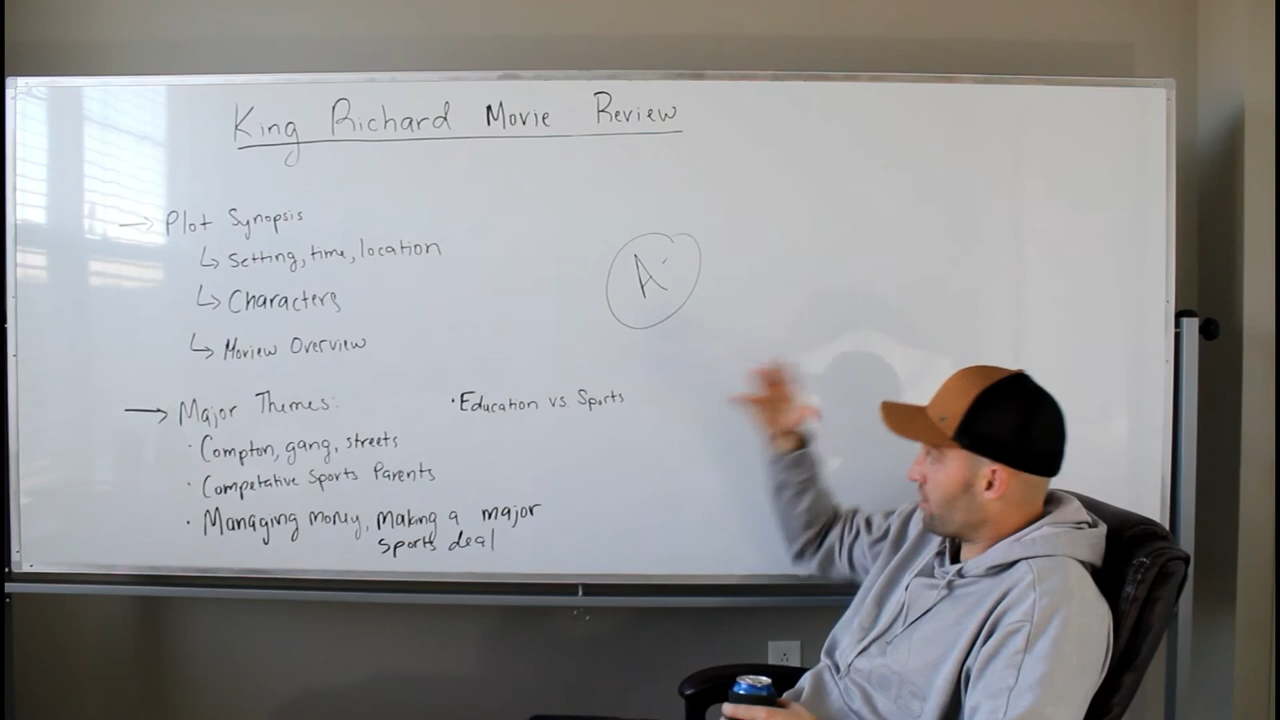 King Richard Movie Review
→ Plot Synopsis
↳ Setting, time, location
↳ Characters
↳ Moview Overview
A-
→ Major Themes:
· Compton, gang, streets
· Competative Sports Parents
· Managing money, making a major
sports deal
· Education vs. Sports